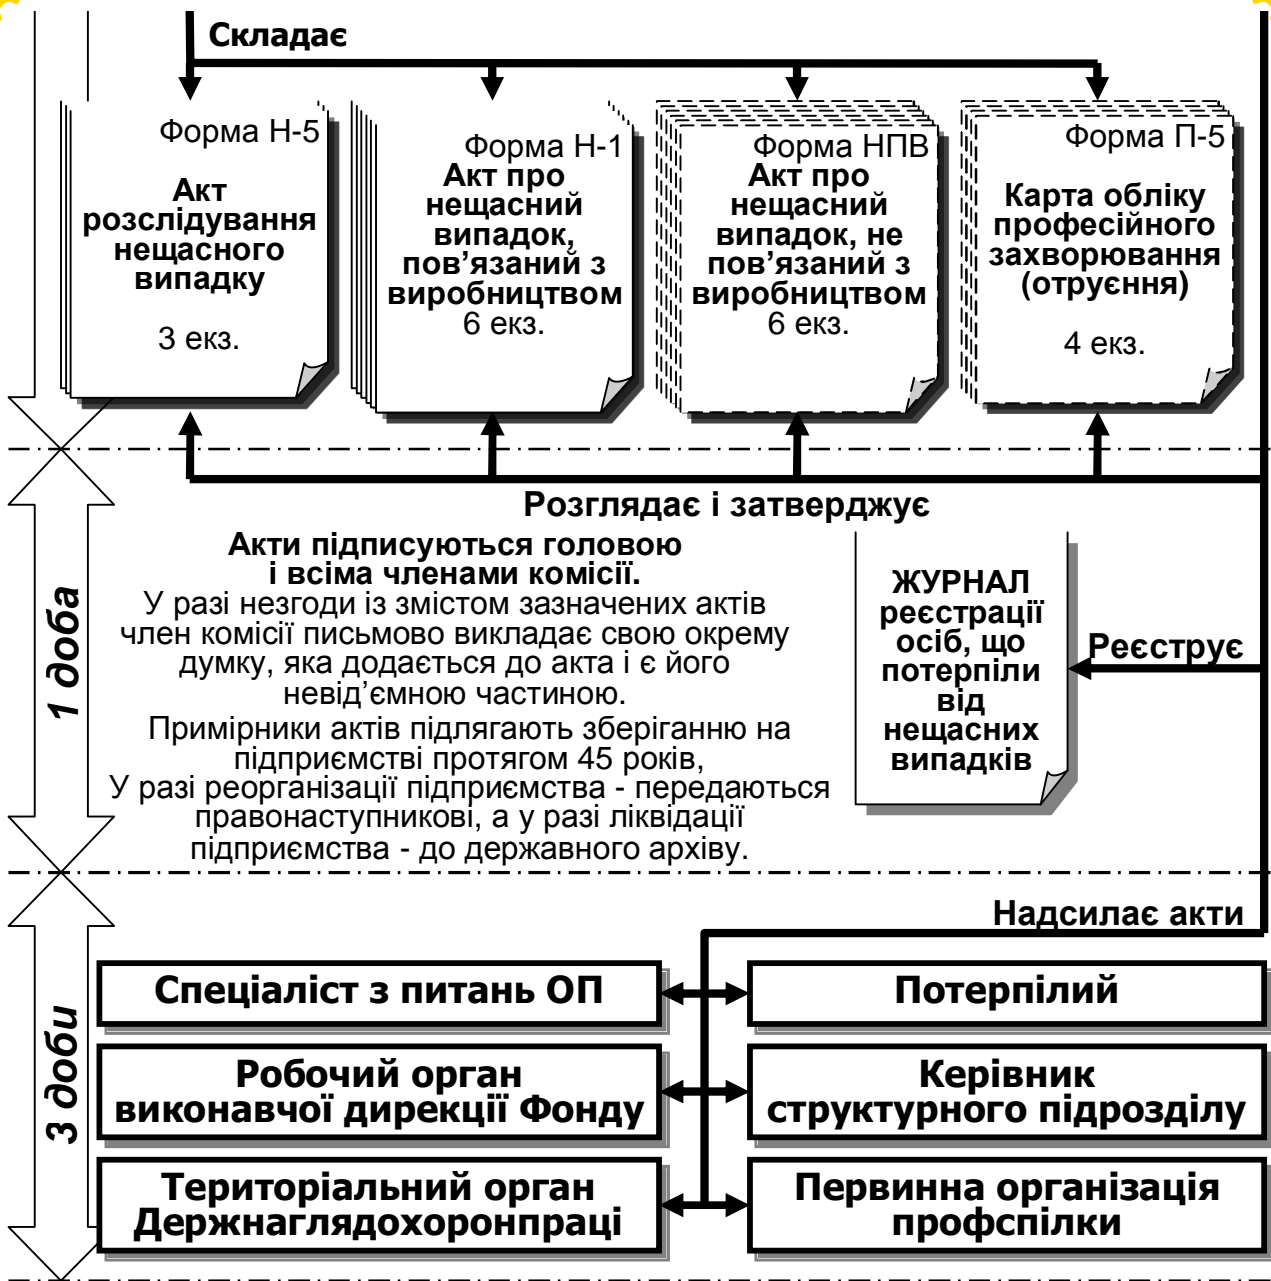 Складає
Форма Н-5
Акт
розслідування
нещасного
випадку
3 екз.
Форма Н-1
Акт про
нещасний
випадок,
пов’язаний з
виробництвом
6 екз.
Форма НПВ
Акт про
нещасний
випадок, не
пов’язаний з
виробництвом
6 екз.
Форма П-5
Карта обліку
професійного
захворювання
(отруєння)
4 екз.
Розглядає і затверджує
1 доба
Акти підписуються головою
і всіма членами комісії.
У разі незгоди із змістом зазначених актів
член комісії письмово викладає свою окрему
думку, яка додається до акта і є його
невід’ємною частиною.
Примірники актів підлягають зберіганню на
підприємстві протягом 45 років,
У разі реорганізації підприємства - передаються
правонаступникові, а у разі ліквідації
підприємства - до державного архіву.
ЖУРНАЛ
реєстрації
осіб, що
потерпіли
від
нещасних
випадків
Реєструє
Надсилає акти
3 доби
Спеціаліст з питань ОП
Потерпілий
Робочий орган
виконавчої дирекції Фонду
Керівник
структурного підрозділу
Територіальний орган
Держнаглядохоронпраці
Первинна організація
профспілки